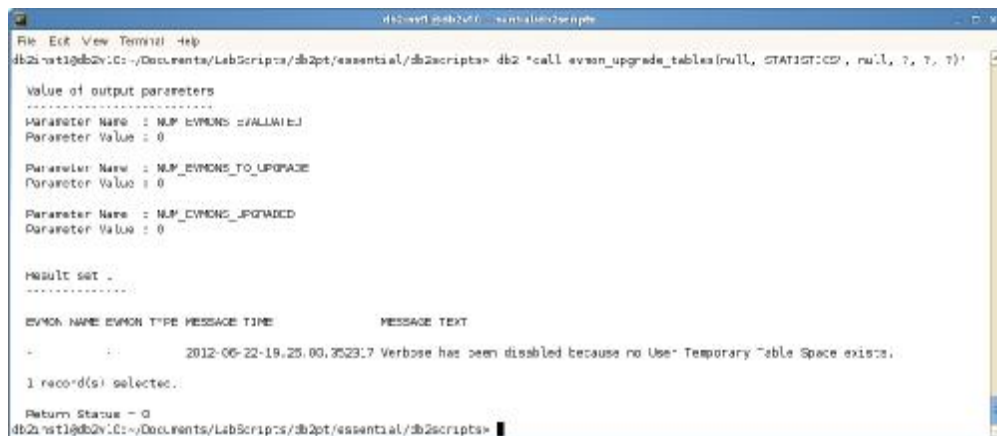 File Edit View Terminal Help
db2inst1@db2v10:~/Documents/LabScripts/db2pt/essential/db2scripts> db2 "call evmon_upgrade_tables(null, 'STATISTICS', null, ?, ?, ?)"
Value of output parameters
--------------------------
Parameter Name : NUM_EVMONS_EVALUATED
Parameter Value : 0
Parameter Name : NUM_EVMONS_TO_UPGRADE
Parameter Value : 0
Parameter Name : NUM_EVMONS_UPGRADED
Parameter Value : 0
Result set 1
--------------
EVMON_NAME EVMON_TYPE MESSAGE_TIME MESSAGE_TEXT
- - 2012-06-22-19.25.00.352317 Verbose has been disabled because no User Temporary Table Space exists.
1 record(s) selected.
Return Status = 0
db2inst1@db2v10:~/Documents/LabScripts/db2pt/essential/db2scripts>